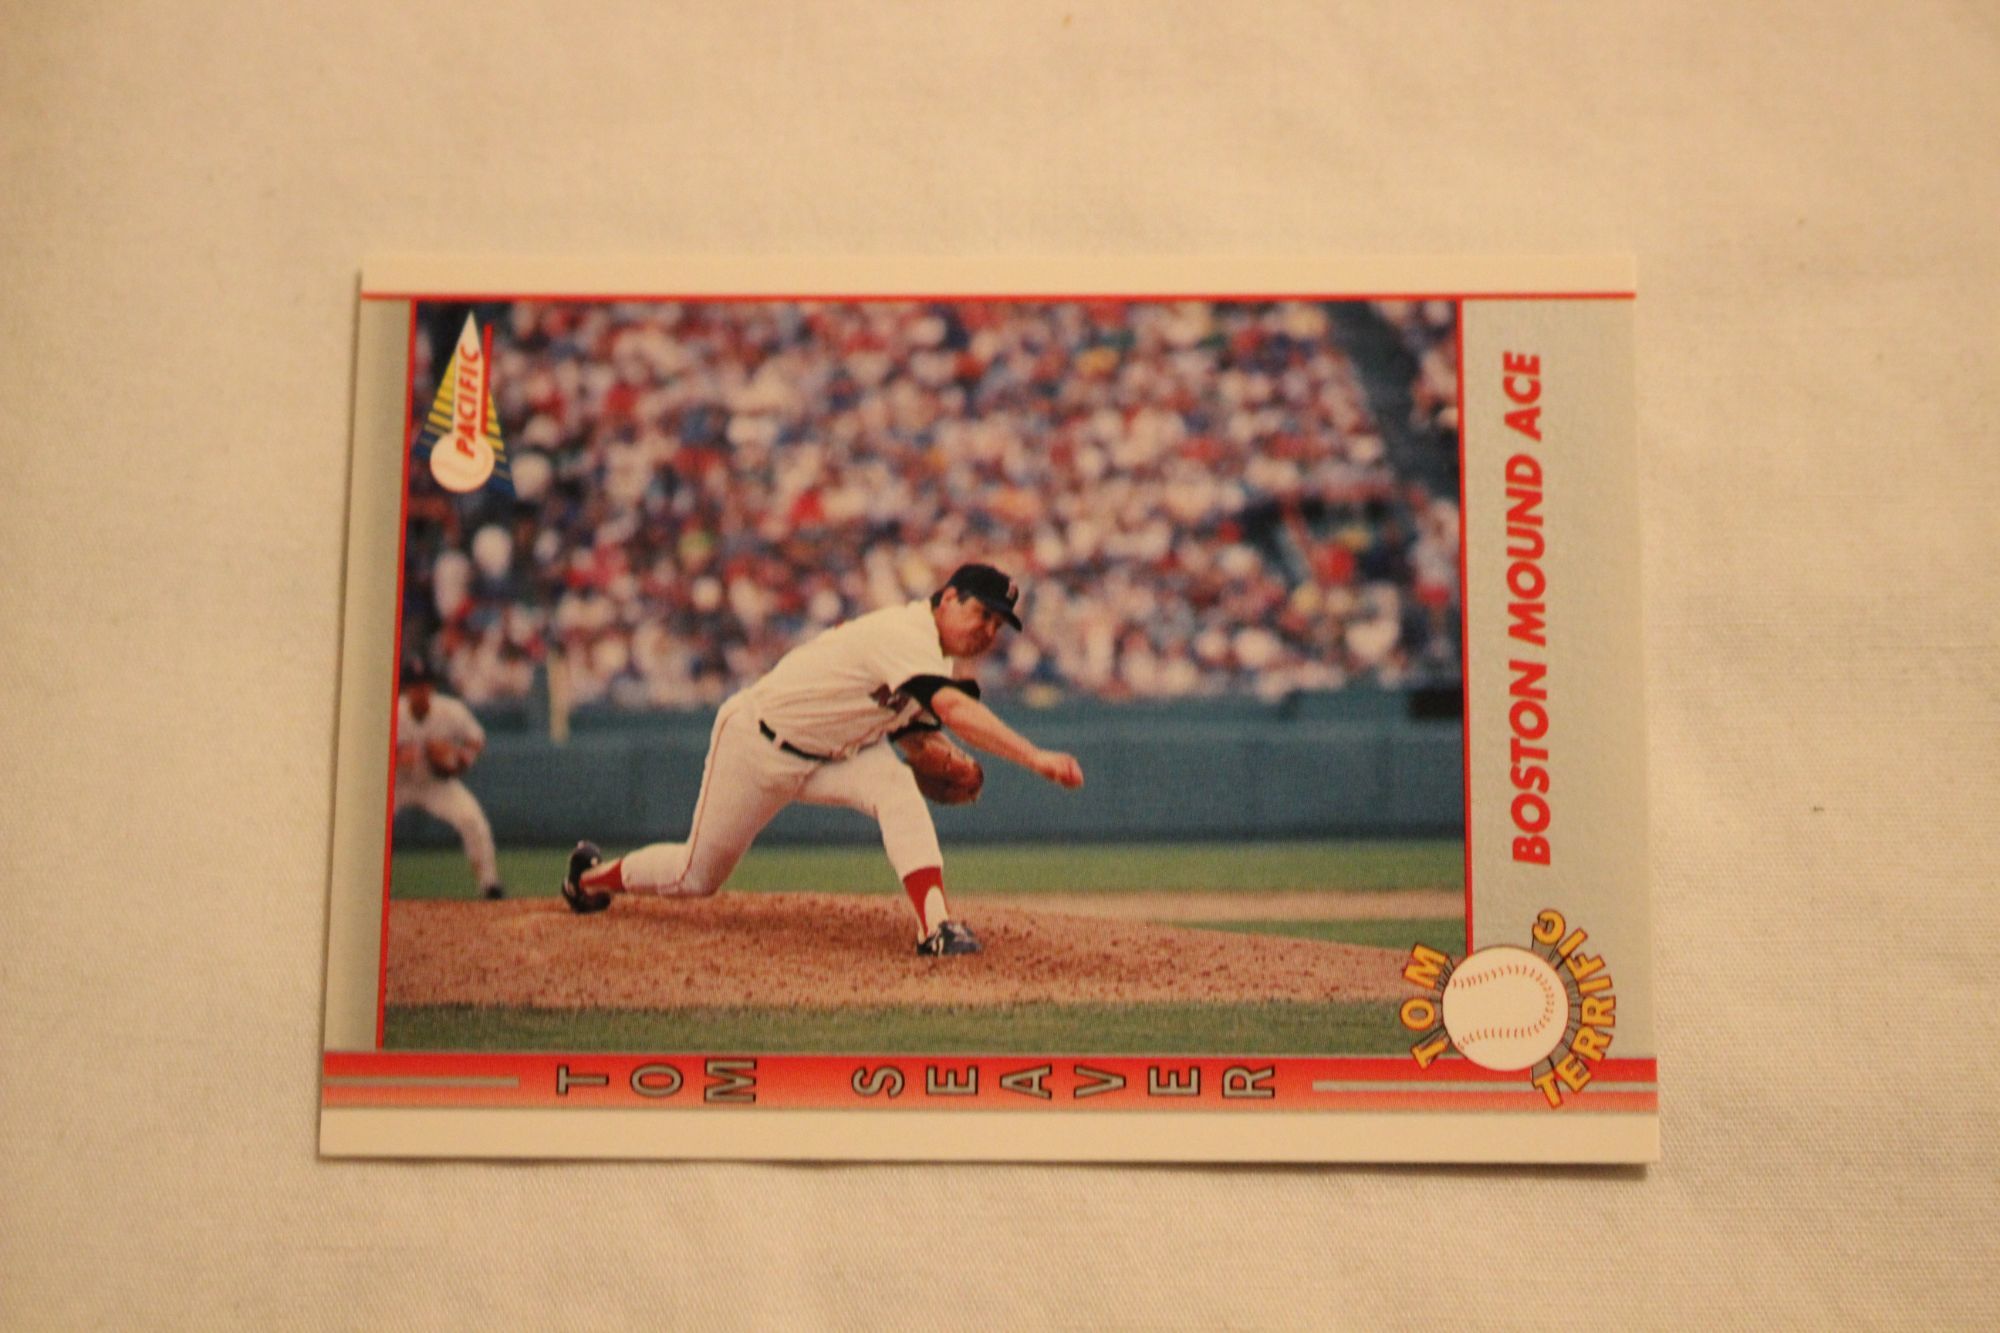 PACIFIC
BOSTON MOUND ACE
TOM
TERRIFIC
TOM SEAVER